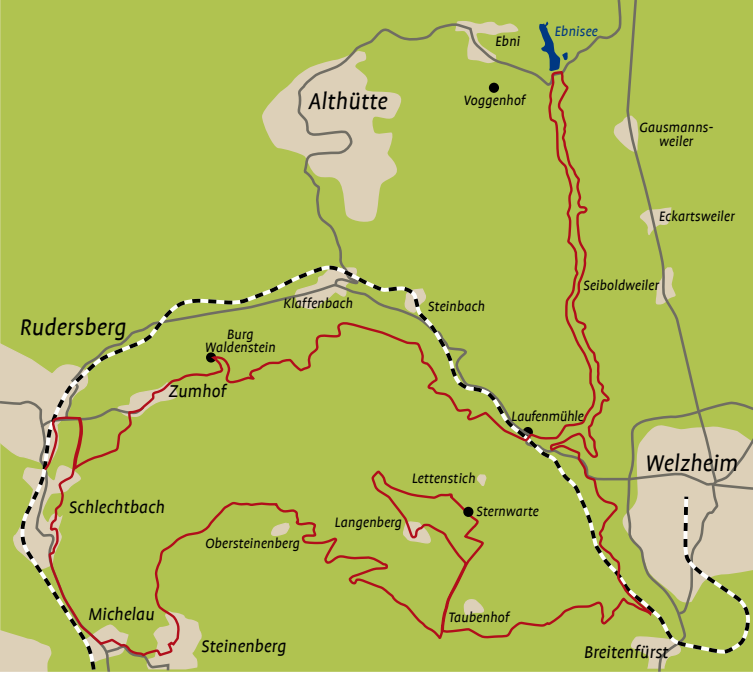 Ebnisee
Ebni
Althütte
Voggenhof
Gausmanns-
weiler
Eckartsweiler
Seiboldweiler
Klaffenbach
Steinbach
Rudersberg
Burg
Waldenstein
Zumhof
Laufenmühle
Welzheim
Lettenstich
Schlechtbach
Sternwarte
Langenberg
Obersteinenberg
Michelau
Taubenhof
Steinenberg
Breitenfürst